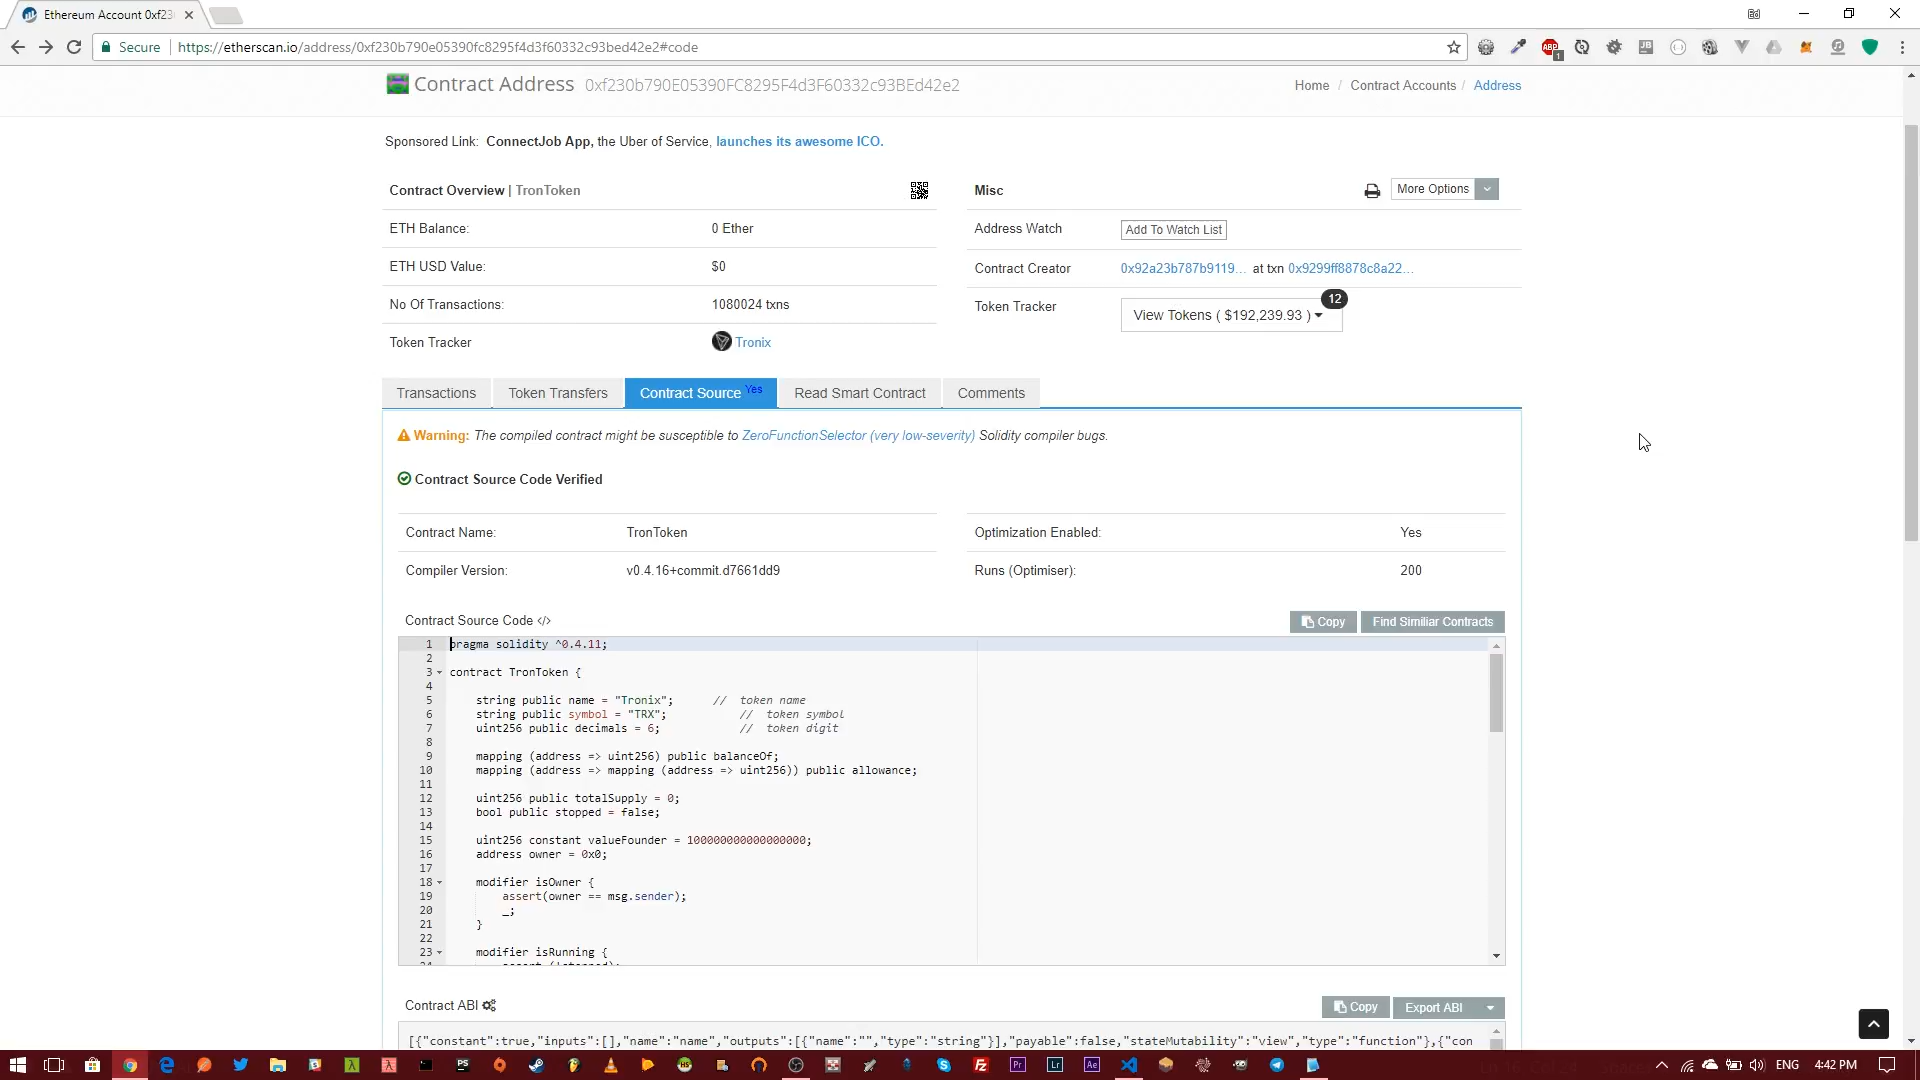 Ethereum Account 0xf23
Secure | https://etherscan.io/address/0xf230b790e05390fc8295f4d3f60332c93bed42e2#code
Contract Address 0xf230b790E05390FC8295F4d3F60332c93BEd42e2
Home / Contract Accounts / Address
Sponsored Link: ConnectJob App, the Uber of Service, launches its awesome ICO.
Contract Overview | TronToken
ETH Balance: 0 Ether
ETH USD Value: $0
No Of Transactions: 1080024 txns
Token Tracker Tronix
Misc
More Options
Address Watch Add To Watch List
Contract Creator 0x92a23b787b9119... at txn 0x9299ff8878c8a22...
Token Tracker View Tokens ( $192,239.93 ) 12
Transactions Token Transfers Contract Source Yes Read Smart Contract Comments
Warning: The compiled contract might be susceptible to ZeroFunctionSelector (very low-severity) Solidity compiler bugs.
Contract Source Code Verified
Contract Name: TronToken
Compiler Version: v0.4.16+commit.d7661dd9
Optimization Enabled: Yes
Runs (Optimiser): 200
Contract Source Code </>
Copy Find Similiar Contracts
1 pragma solidity ^0.4.11;
2
3 contract TronToken {
4
5 string public name = "Tronix"; // token name
6 string public symbol = "TRX"; // token symbol
7 uint256 public decimals = 6; // token digit
8
9 mapping (address => uint256) public balanceOf;
10 mapping (address => mapping (address => uint256)) public allowance;
11
12 uint256 public totalSupply = 0;
13 bool public stopped = false;
14
15 uint256 constant valueFounder = 100000000000000000;
16 address owner = 0x0;
17
18 modifier isOwner {
19 assert(owner == msg.sender);
20 _;
21 }
22
23 modifier isRunning {
Contract ABI
Copy Export ABI
[{"constant":true,"inputs":[],"name":"name","outputs":[{"name":"","type":"string"}],"payable":false,"stateMutability":"view","type":"function"},{"con
ENG 4:42 PM